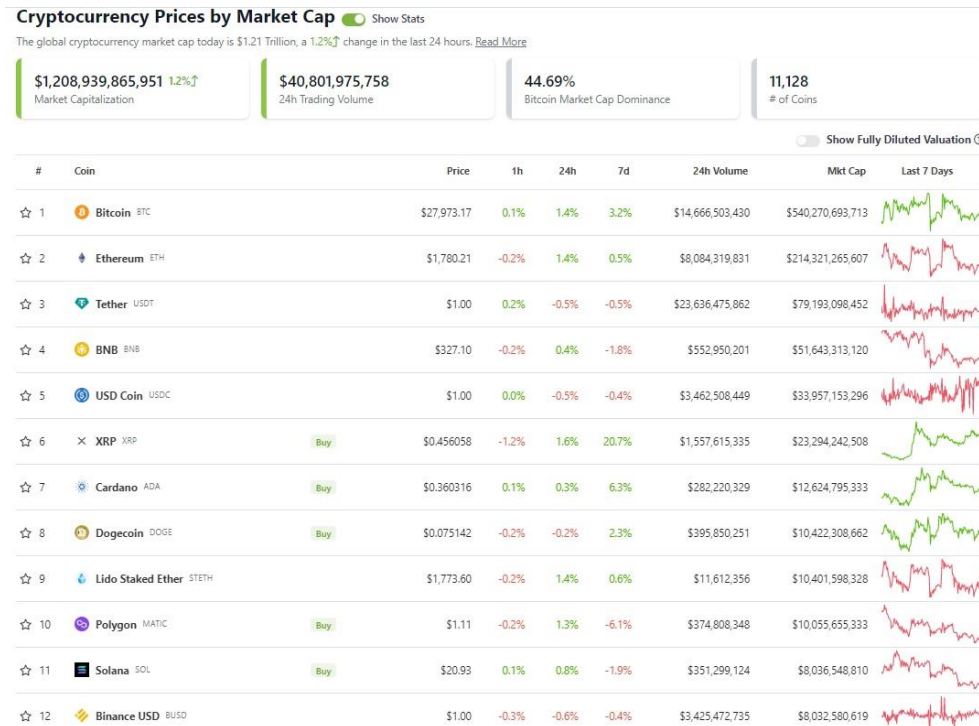 Cryptocurrency Prices by Market Cap Show Stats
The global cryptocurrency market cap today is $1.21 Trillion, a 1.2% change in the last 24 hours. Read More
$1,208,939,865,951 1.2% $40,801,975,758 44.69% 11,128
Market Capitalization 24h Trading Volume Bitcoin Market Cap Dominance # of Coins
Show Fully Diluted Valuation
# Coin Price 1h 24h 7d 24h Volume Mkt Cap Last 7 Days
1 Bitcoin BTC $27,973.17 0.1% 1.4% 3.2% $14,666,503,430 $540,270,693,713
2 Ethereum ETH $1,780.21 -0.2% 1.4% 0.5% $8,084,319,831 $214,321,265,607
3 Tether USDT $1.00 0.2% -0.5% -0.5% $23,636,475,862 $79,193,098,452
4 BNB BNB $327.10 -0.2% 0.4% -1.8% $552,950,201 $51,643,313,120
5 USD Coin USDC $1.00 0.0% -0.5% -0.4% $3,462,508,449 $33,957,153,296
6 XRP XRP Buy $0.456058 -1.2% 1.6% 20.7% $1,557,615,335 $23,294,242,508
7 Cardano ADA Buy $0.360316 0.1% 0.3% 6.3% $282,220,329 $12,624,795,333
8 Dogecoin DOGE Buy $0.075142 -0.2% -0.2% 2.3% $395,850,251 $10,422,308,662
9 Lido Staked Ether STETH $1,773.60 -0.2% 1.4% 0.6% $11,612,356 $10,401,598,328
10 Polygon MATIC Buy $1.11 -0.2% 1.3% -6.1% $374,808,348 $10,055,655,333
11 Solana SOL Buy $20.93 0.1% 0.8% -1.9% $351,299,124 $8,036,548,810
12 Binance USD BUSD $1.00 -0.3% -0.6% -0.4% $3,425,472,735 $8,032,580,619